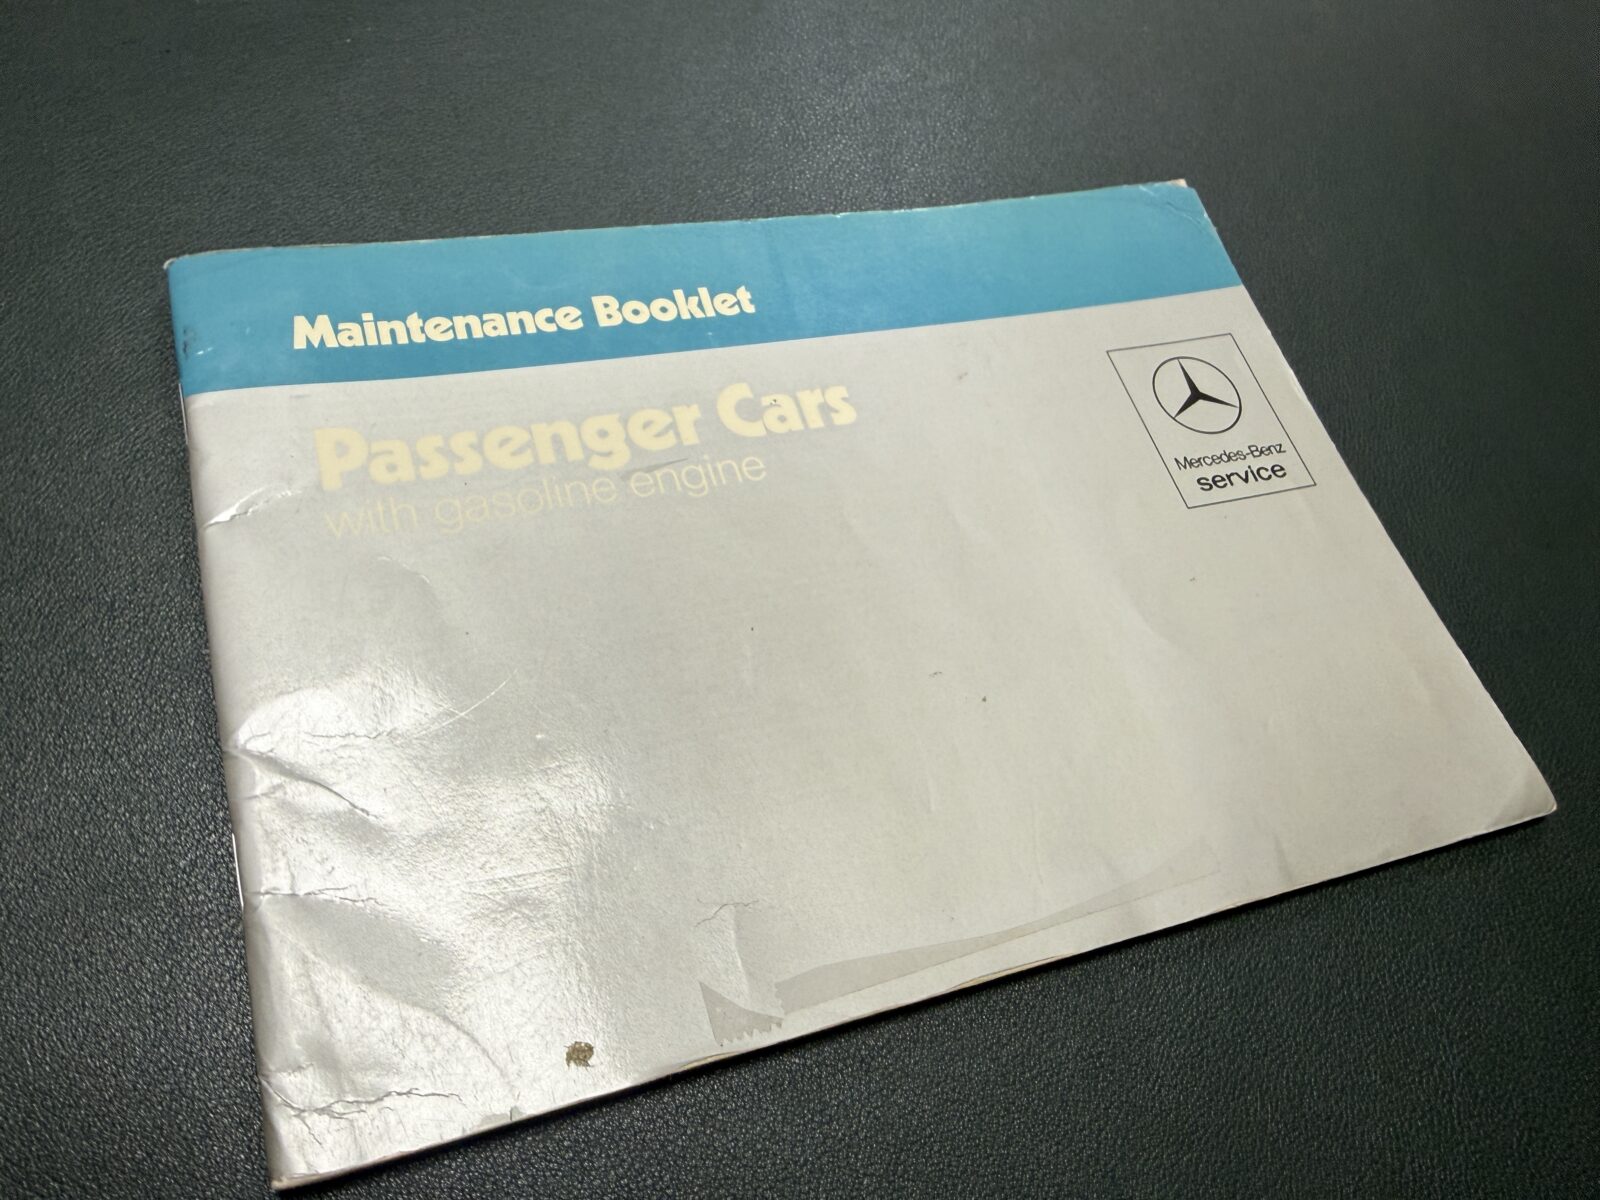 Maintenance Booklet
Passenger Cars
with gasoline engine
Mercedes-Benz
service